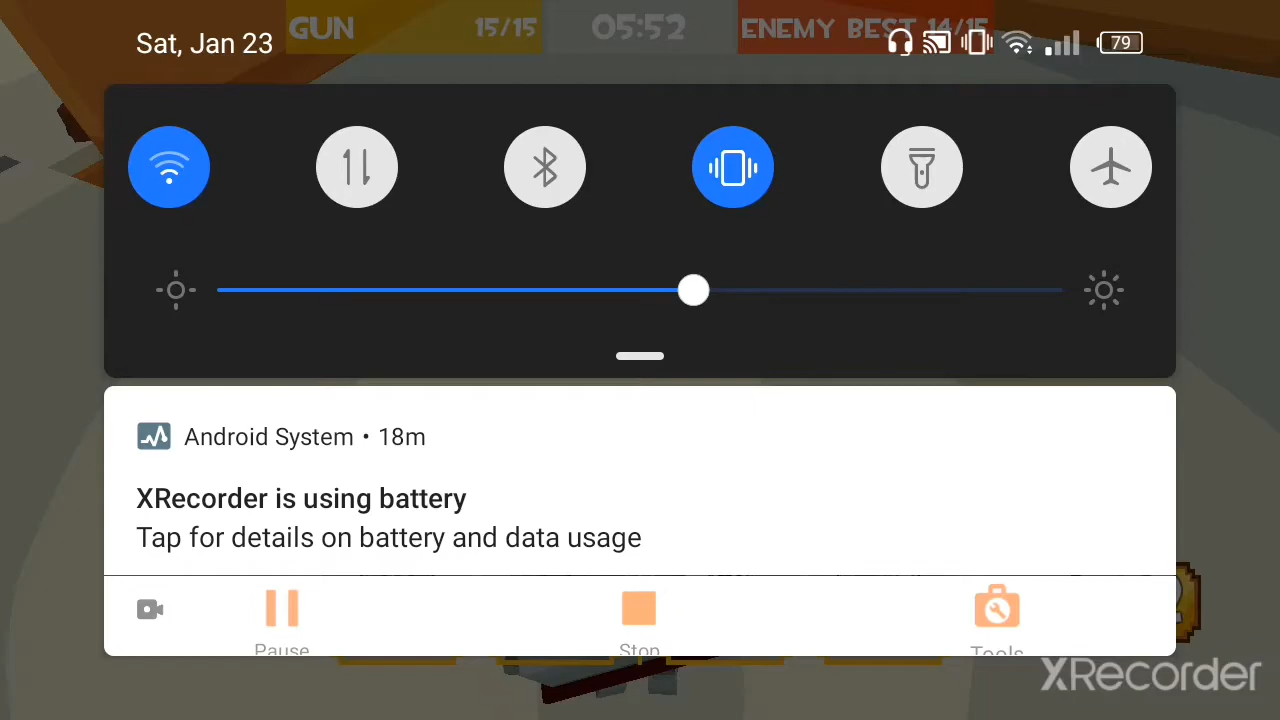 GUN 15/15 05:52 ENEMY BEST 14/15
Sat, Jan 23 79
Android System • 18m
XRecorder is using battery
Tap for details on battery and data usage
Pause Stop Tools
XRecorder